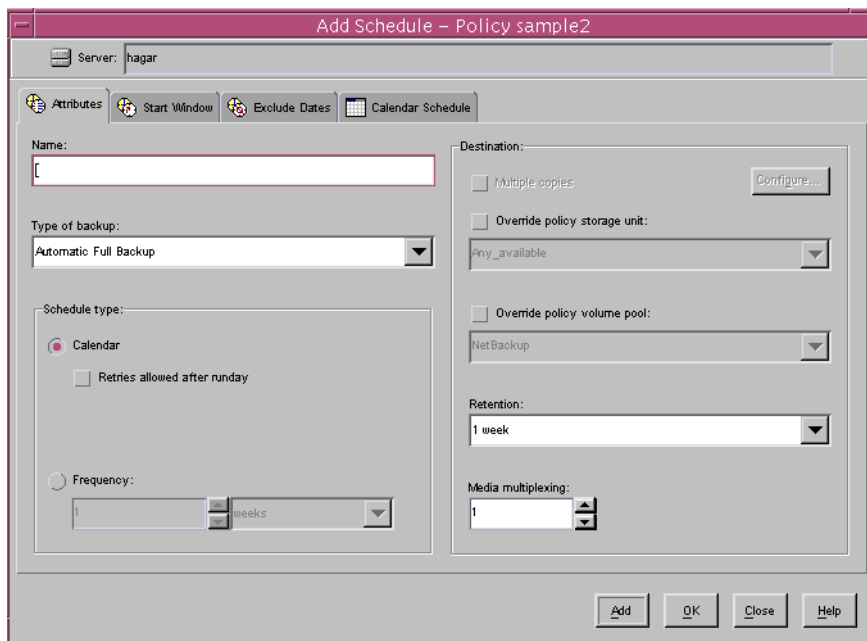 Add Schedule – Policy sample2
Server: hagar
Attributes Start Window Exclude Dates Calendar Schedule
Name:
Type of backup:
Automatic Full Backup
Schedule type:
Calendar
Retries allowed after runday
Frequency:
1 weeks
Destination:
Multiple copies Configure...
Override policy storage unit:
Any_available
Override policy volume pool:
NetBackup
Retention:
1 week
Media multiplexing:
1
Add OK Close Help